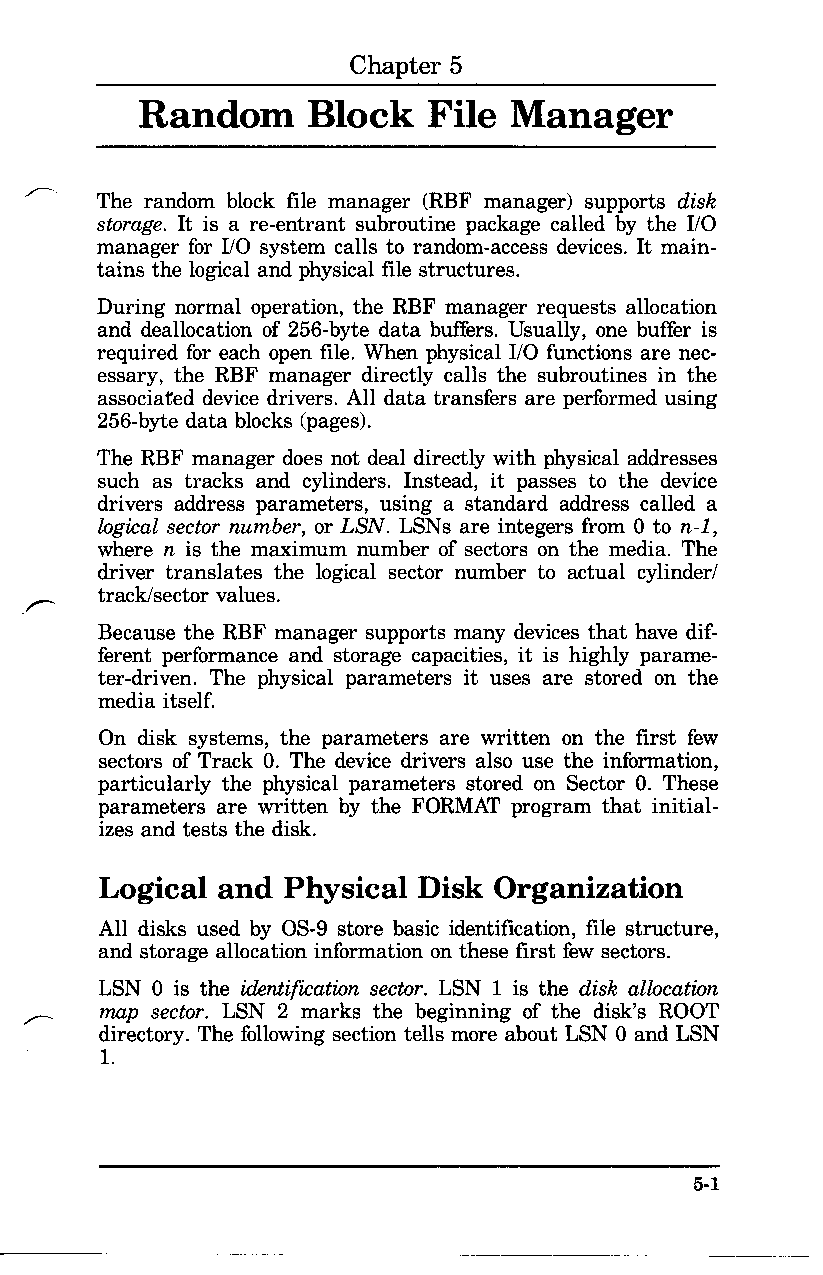 Chapter 5
Random Block File Manager
The random block file manager (RBF manager) supports disk
storage. It is a re-entrant subroutine package called by the I/O
manager for I/O system calls to random-access devices. It main-
tains the logical and physical file structures.
During normal operation, the RBF manager requests allocation
and deallocation of 256-byte data buffers. Usually, one buffer is
required for each open file. When physical I/O functions are nec-
essary, the RBF manager directly calls the subroutines in the
associated device drivers. All data transfers are performed using
256-byte data blocks (pages).
The RBF manager does not deal directly with physical addresses
such as tracks and cylinders. Instead, it passes to the device
drivers address parameters, using a standard address called a
logical sector number, or LSN. LSNs are integers from 0 to n-1,
where n is the maximum number of sectors on the media. The
driver translates the logical sector number to actual cylinder/
track/sector values.
Because the RBF manager supports many devices that have dif-
ferent performance and storage capacities, it is highly parame-
ter-driven. The physical parameters it uses are stored on the
media itself.
On disk systems, the parameters are written on the first few
sectors of Track 0. The device drivers also use the information,
particularly the physical parameters stored on Sector 0. These
parameters are written by the FORMAT program that initial-
izes and tests the disk.
Logical and Physical Disk Organization
All disks used by OS-9 store basic identification, file structure,
and storage allocation information on these first few sectors.
LSN 0 is the identification sector. LSN 1 is the disk allocation
map sector. LSN 2 marks the beginning of the disk's ROOT
directory. The following section tells more about LSN 0 and LSN
1.
5-1